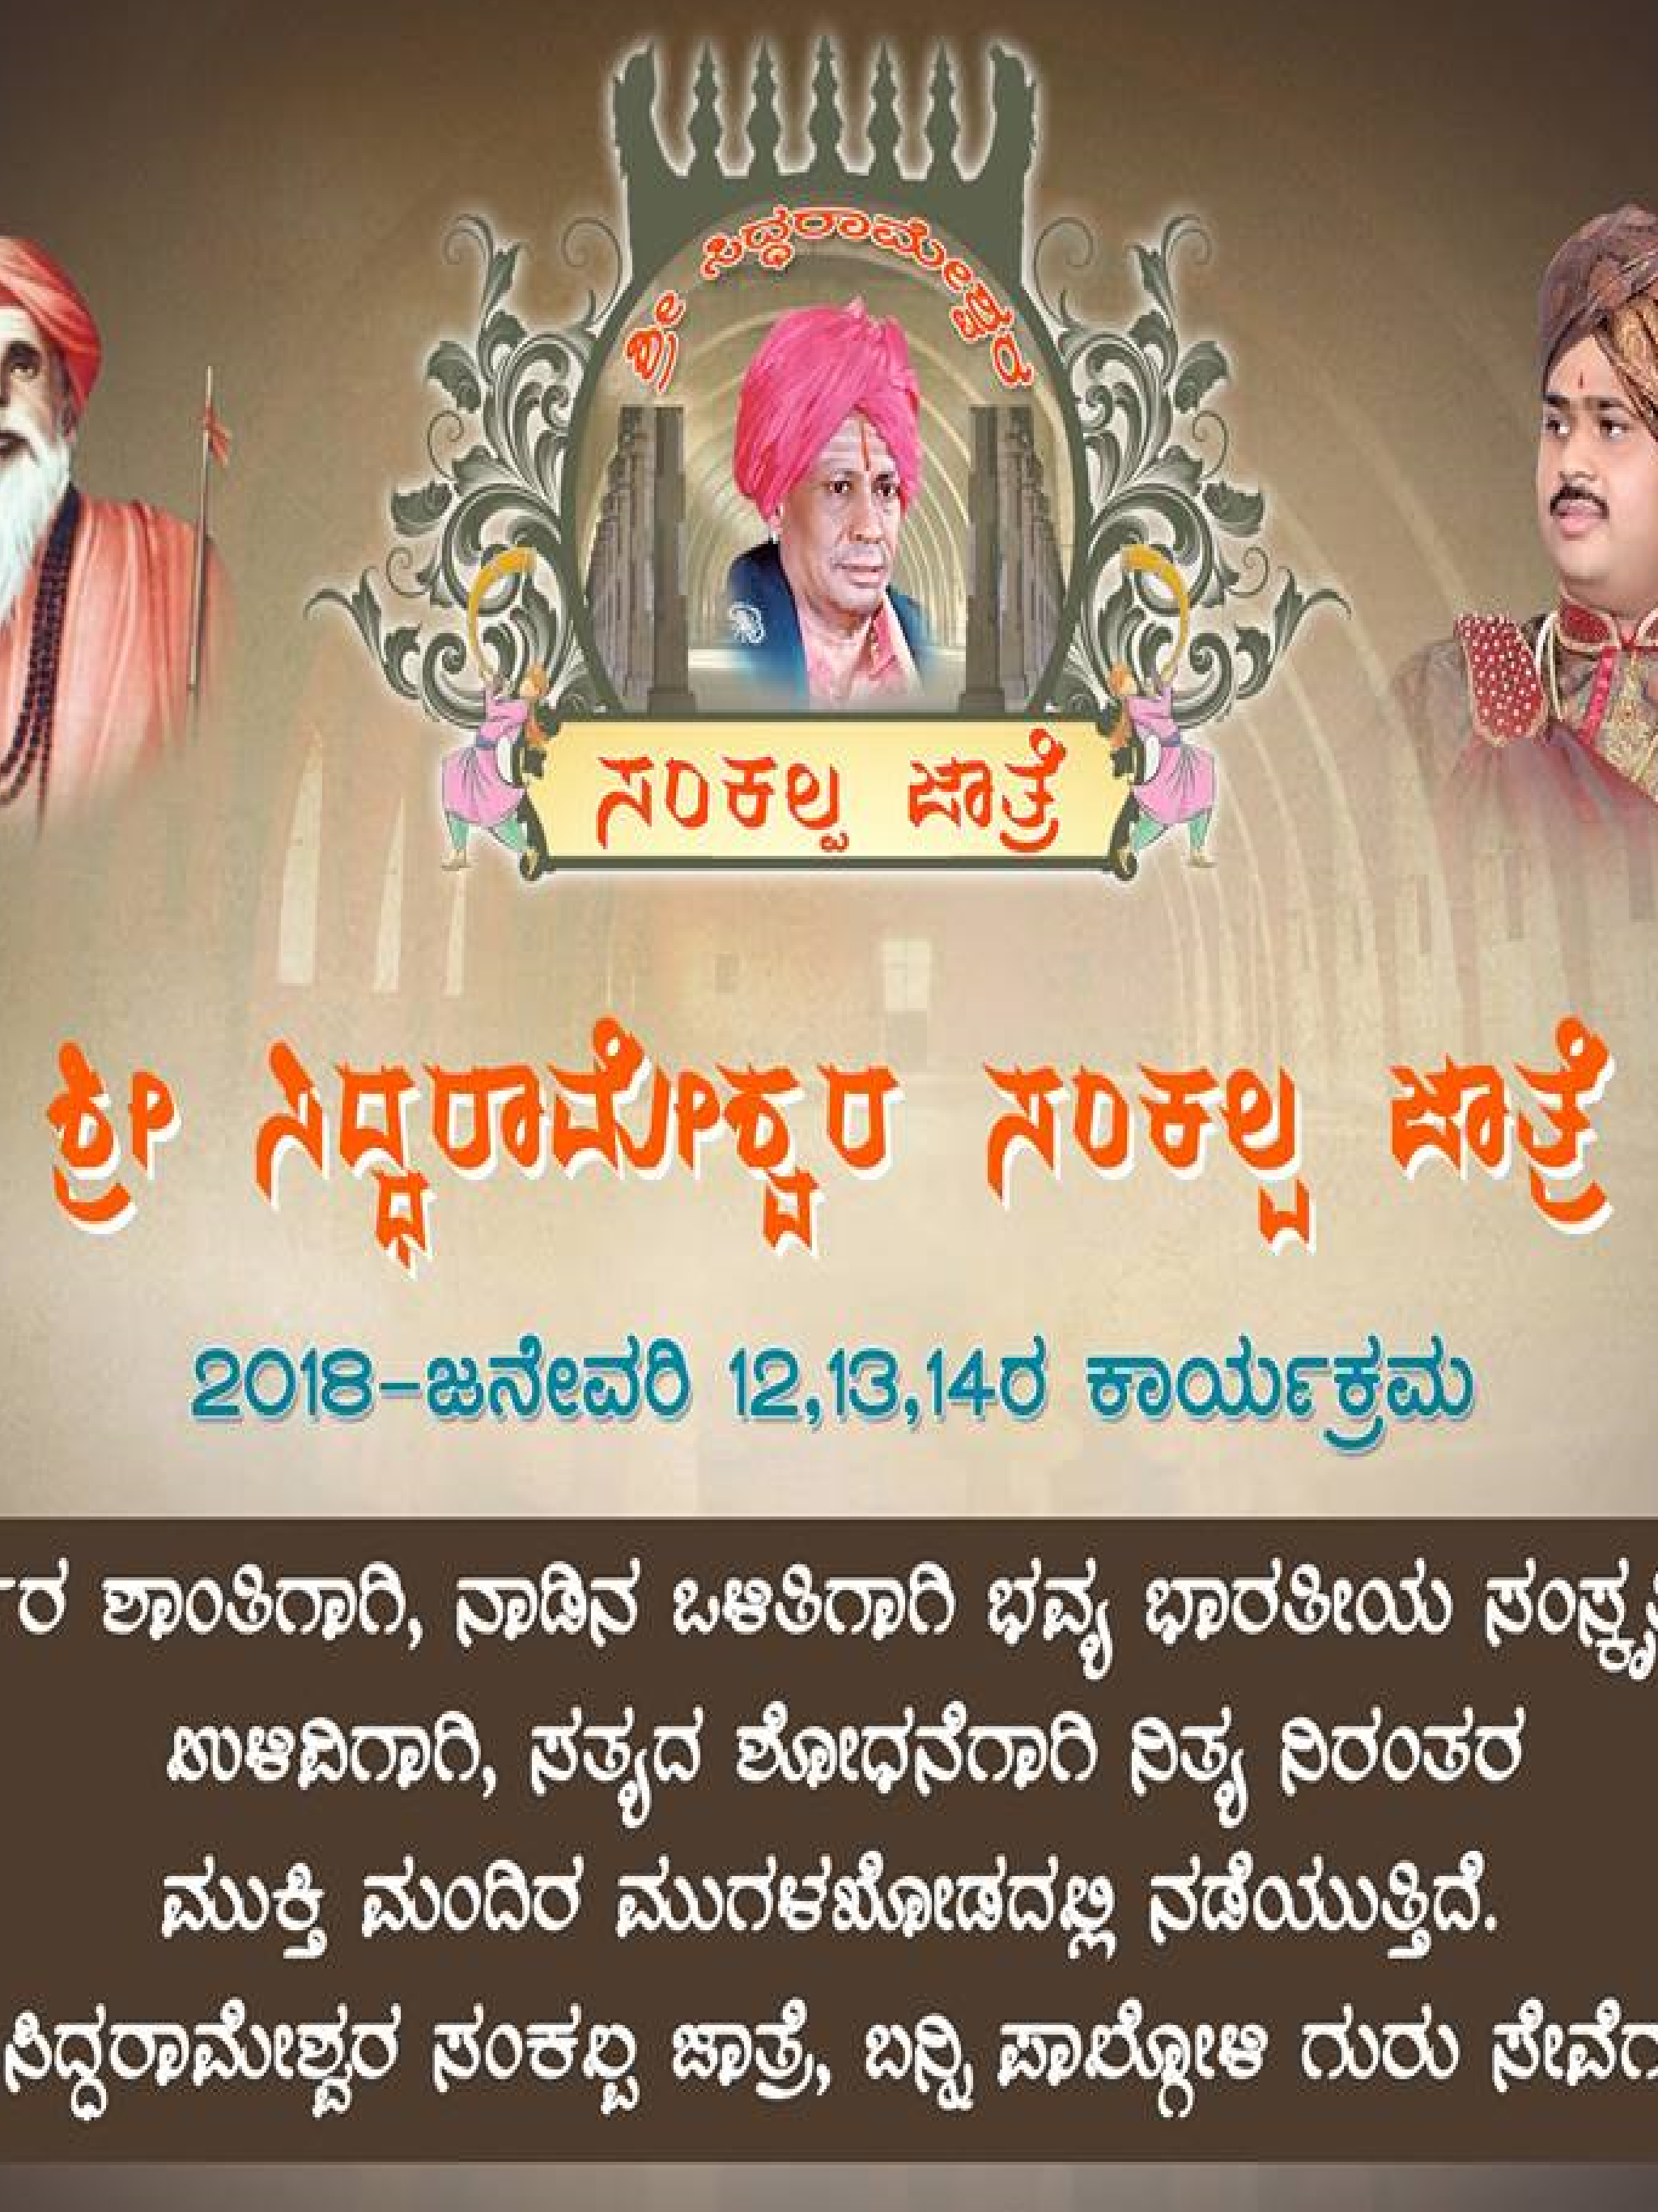 ಶ್ರೀ ಸಿದ್ಧರಾಮೇಶ್ವರ
ಸಂಕಲ್ಪ ಜಾತ್ರೆ
ಶ್ರೀ ಸಿದ್ಧರಾಮೇಶ್ವರ ಸಂಕಲ್ಪ ಜಾತ್ರೆ
2018-ಜನೇವರಿ 12,13,14ರ ಕಾರ್ಯಕ್ರಮ
ಶಾಂತಿಗಾಗಿ, ನಾಡಿನ ಒಳಿತಿಗಾಗಿ ಭವ್ಯ ಭಾರತೀಯ
ಉಳಿವಿಗಾಗಿ, ಸತ್ಯದ ಶೋಧನೆಗಾಗಿ ನಿತ್ಯ ನಿರಂತರ
ಮುಕ್ತಿ ಮಂದಿರ ಮುಗಳಖೋಡದಲ್ಲಿ ನಡೆಯುತ್ತಿದೆ.
ಸಿದ್ಧರಾಮೇಶ್ವರ ಸಂಕಲ್ಪ ಜಾತ್ರೆ, ಬನ್ನಿ ಪಾಲ್ಗೊಳಿ ಗುರು